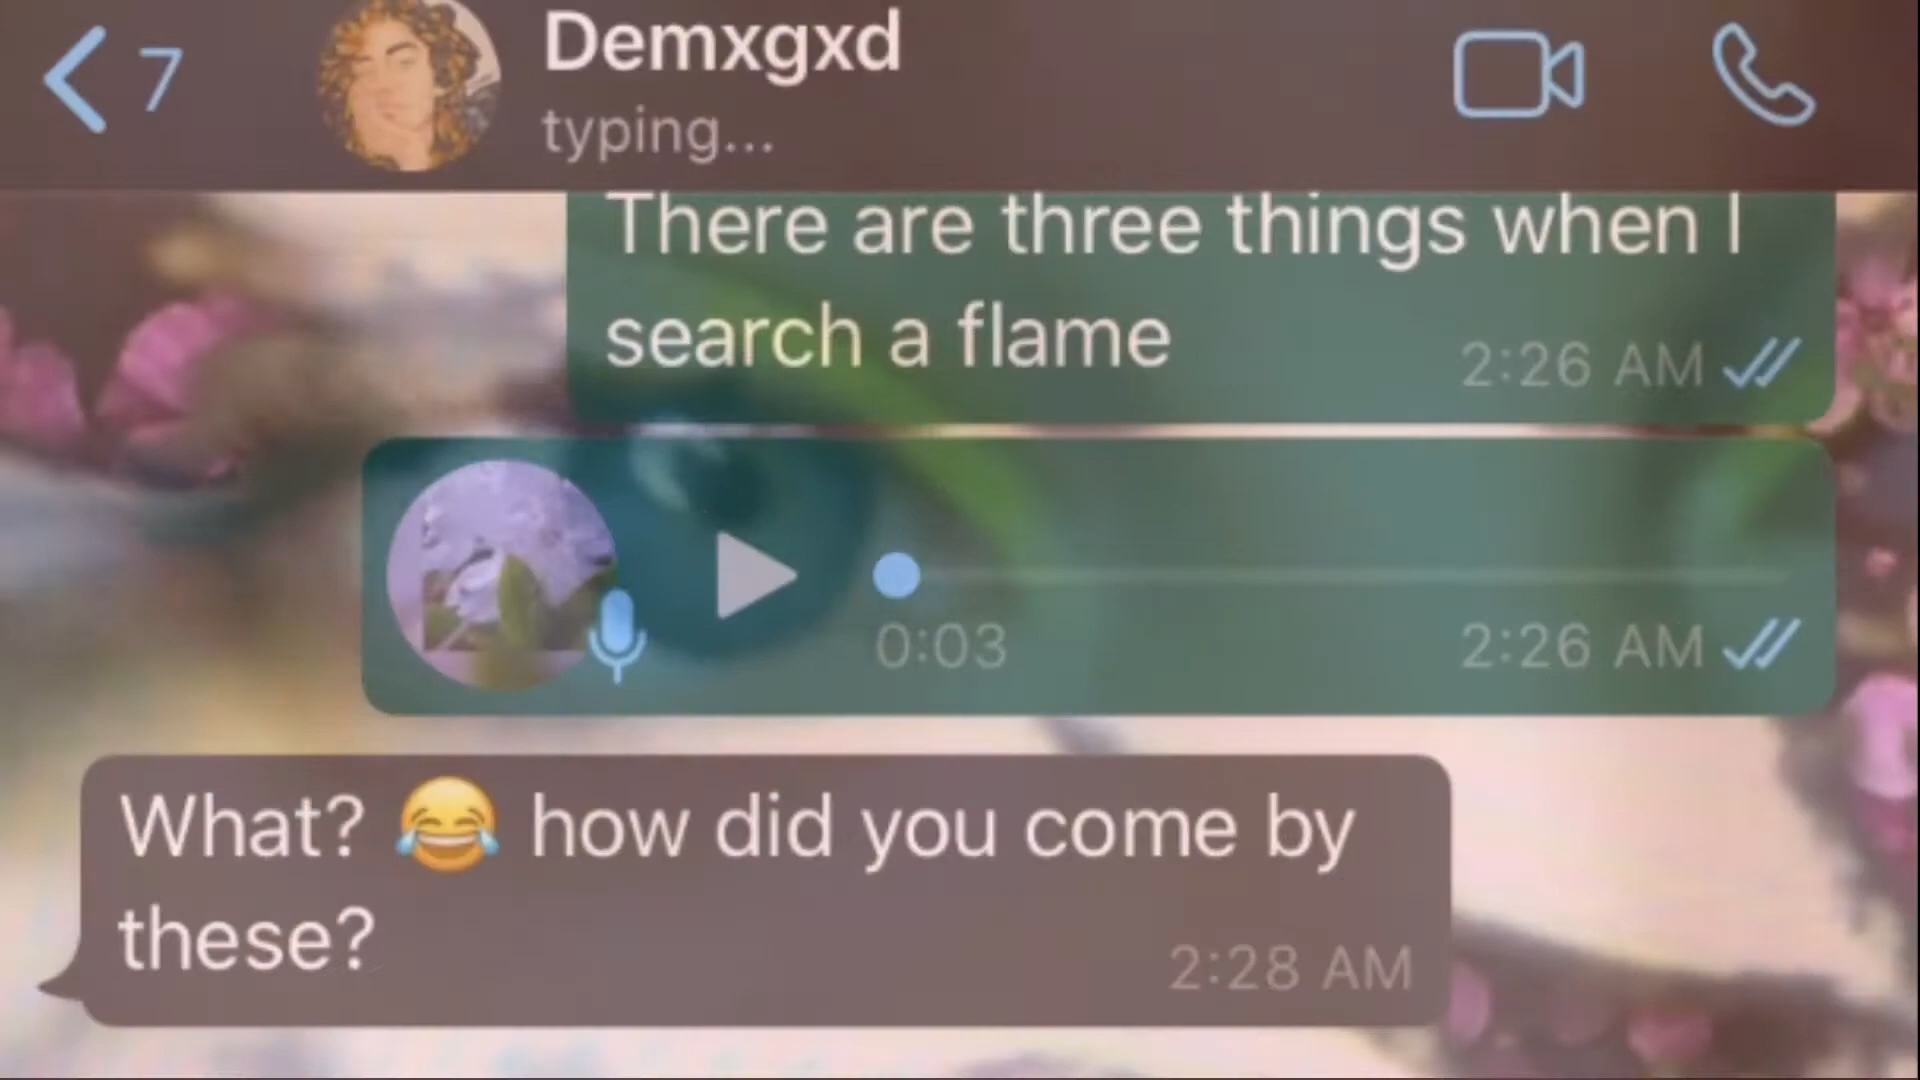 7
Demxgxd
typing...
There are three things when I
search a flame
2:26 AM
0:03
2:26 AM
What? 😂 how did you come by
these?
2:28 AM